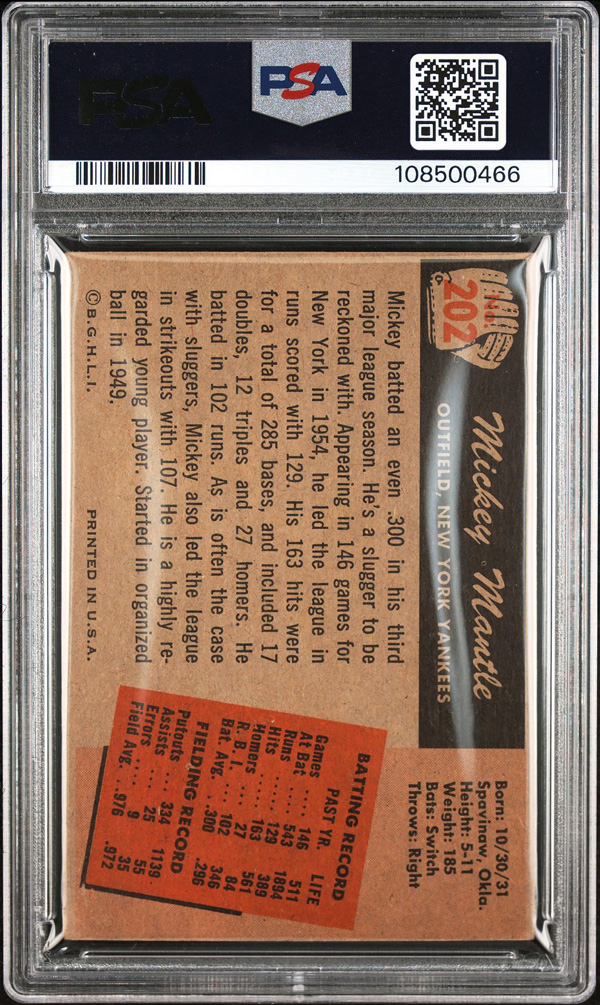 PSA
PSA
108500466
No.
202
Mickey Mantle
OUTFIELD, NEW YORK YANKEES
Born: 10/30/31
Spavinaw, Okla.
Height: 5-11
Weight: 185
Bats: Switch
Throws: Right
Mickey batted an even .300 in his third
major league season. He's a slugger to be
reckoned with. Appearing in 146 games for
New York in 1954, he led the league in
runs scored with 129. His 163 hits were
for a total of 285 bases, and included 17
doubles, 12 triples and 27 homers. He
batted in 102 runs. As is often the case
with sluggers, Mickey also led the league
in strikeouts with 107. He is a highly re-
garded young player. Started in organized
ball in 1949.
©B.G.H.L.I.
PRINTED IN U.S.A.
BATTING RECORD
PAST YR. LIFE
Games .... 146 511
At Bat .... 543 1894
Runs .... 129 389
Hits .... 163 561
Homers .... 27 84
R. B. I. .. 102 346
Bat. Avg. .. .300 .296
FIELDING RECORD
Putouts .... 334 1139
Assists .... 25 55
Errors .... 9 35
Field Avg. .. .976 .972